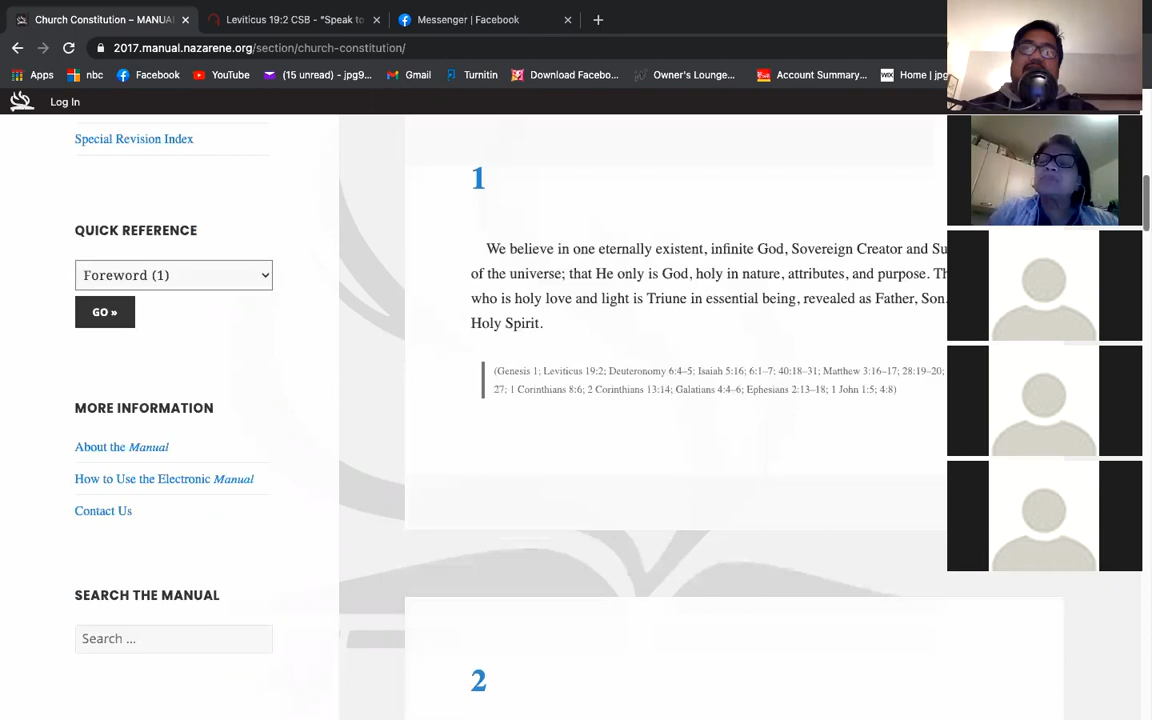 Church Constitution – MANUA
Leviticus 19:2 CSB - "Speak to
Messenger | Facebook
2017.manual.nazarene.org/section/church-constitution/
Apps
nbc
Facebook
YouTube
(15 unread) - jpg9...
Gmail
Turnitin
Download Facebo...
Owner's Lounge...
Account Summary...
WIX
Home | jpg
Log In
Special Revision Index
QUICK REFERENCE
Foreword (1)
GO »
MORE INFORMATION
About the Manual
How to Use the Electronic Manual
Contact Us
SEARCH THE MANUAL
Search ...
1
We believe in one eternally existent, infinite God, Sovereign Creator and Su
of the universe; that He only is God, holy in nature, attributes, and purpose. Th
who is holy love and light is Triune in essential being, revealed as Father, Son,
Holy Spirit.
(Genesis 1; Leviticus 19:2; Deuteronomy 6:4–5; Isaiah 5:16; 6:1–7; 40:18–31; Matthew 3:16–17; 28:19–20;
27; 1 Corinthians 8:6; 2 Corinthians 13:14; Galatians 4:4–6; Ephesians 2:13–18; 1 John 1:5; 4:8)
2